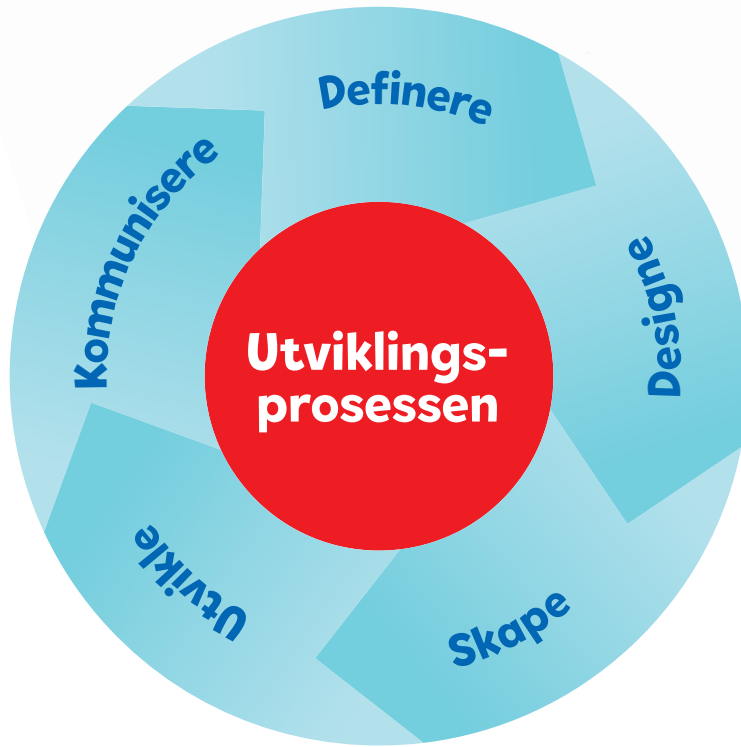 Definere
Designe
Skape
Utvikle
Kommunisere
Utviklings-
prosessen